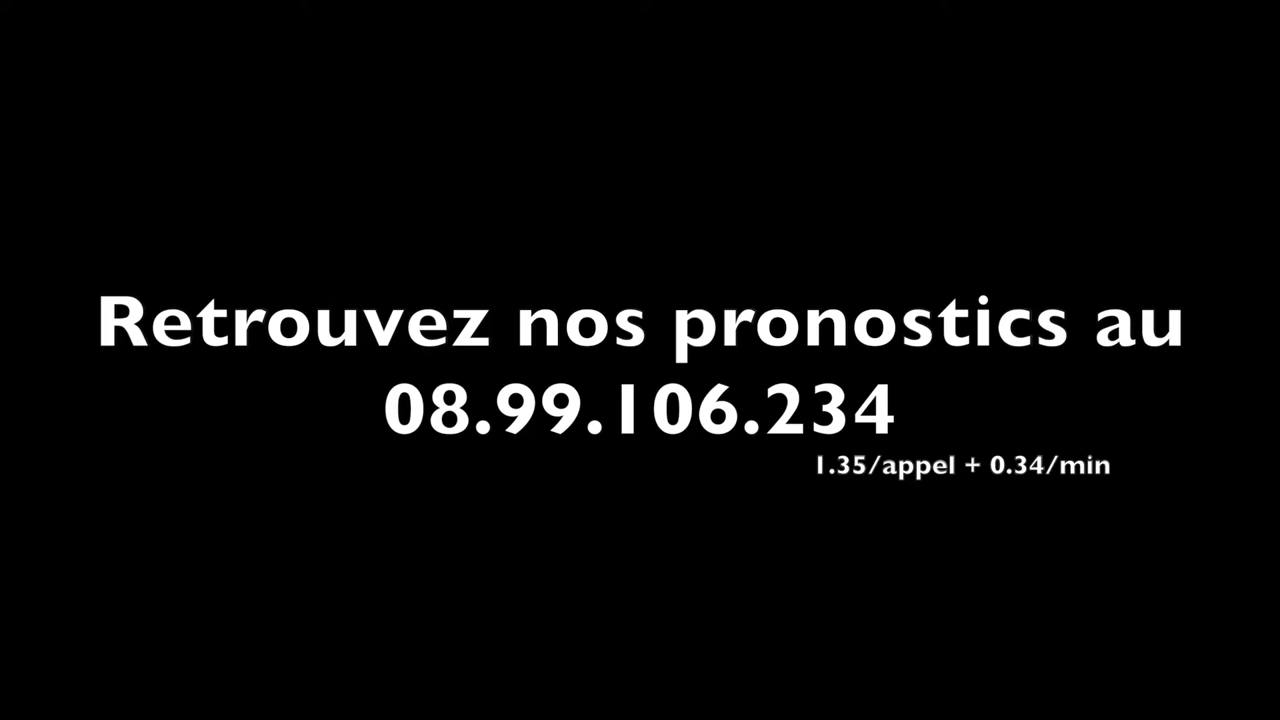 Retrouvez nos pronostics au
08.99.106.234
1.35/appel + 0.34/min